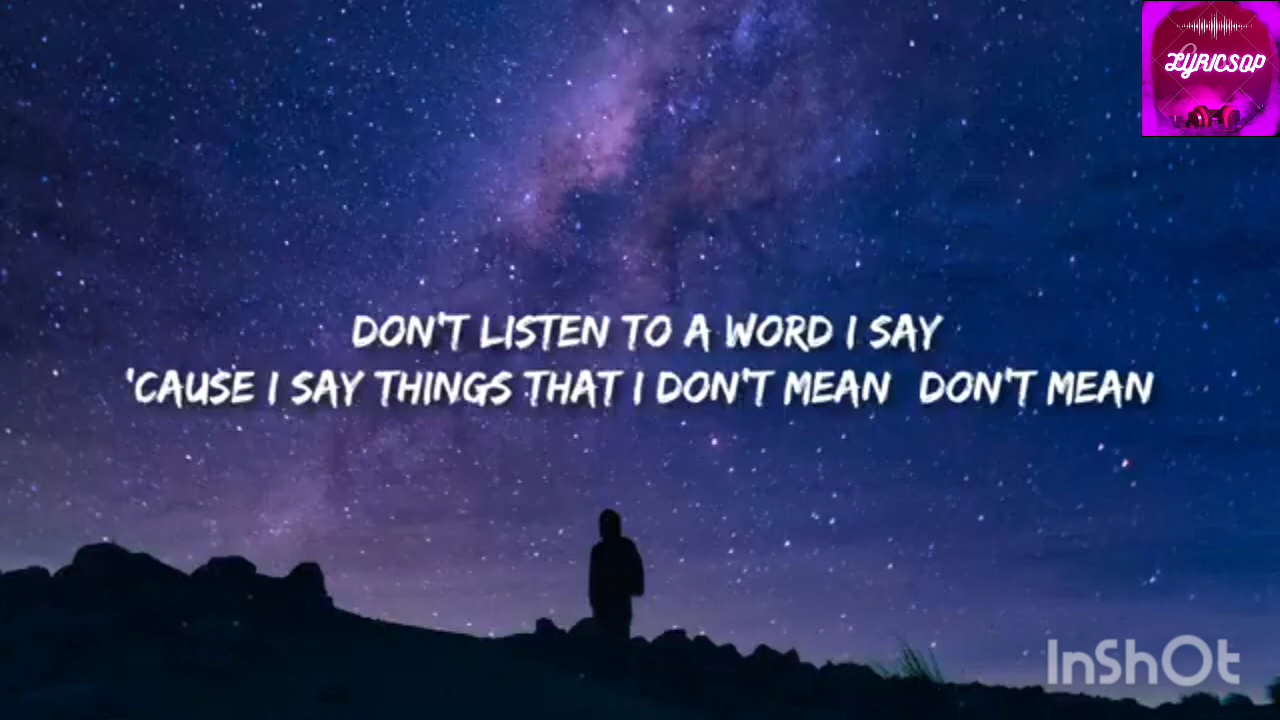 LYRICSOP
DON'T LISTEN TO A WORD I SAY
'CAUSE I SAY THINGS THAT I DON'T MEAN DON'T MEAN
InShOt